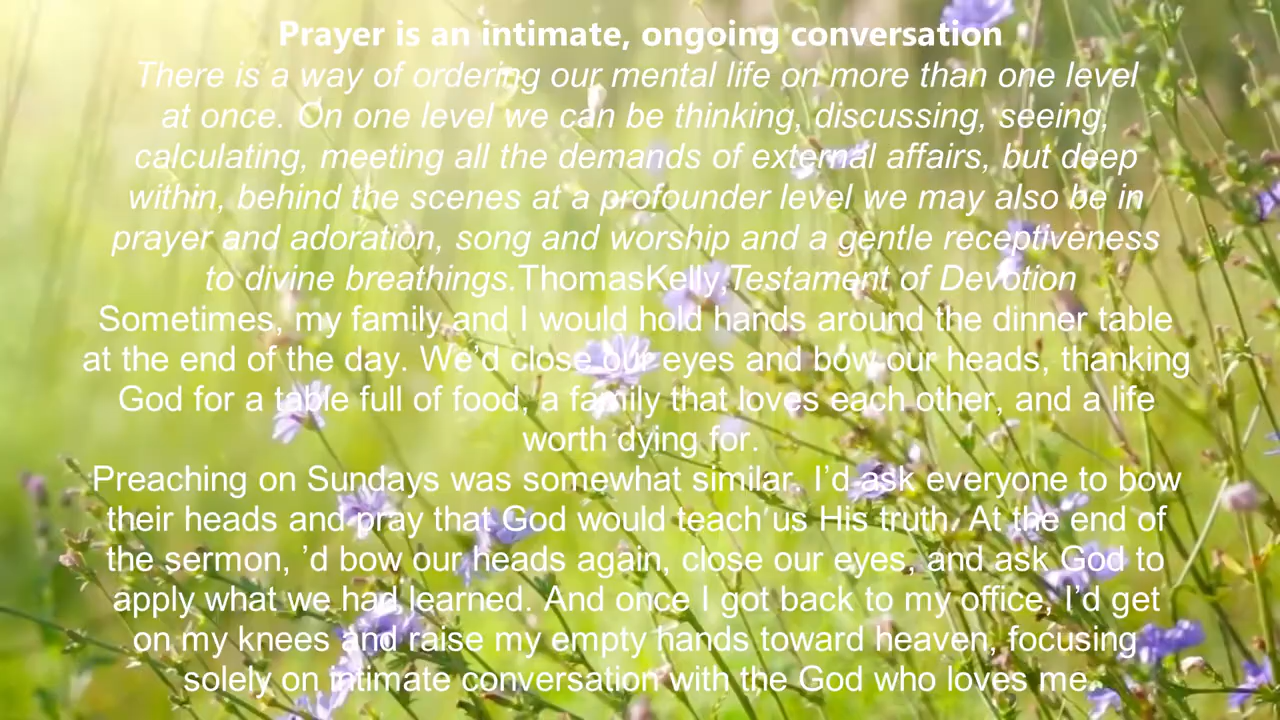 Prayer is an intimate, ongoing conversation
There is a way of ordering our mental life on more than one level
at once. On one level we can be thinking, discussing, seeing,
calculating, meeting all the demands of external affairs, but deep
within, behind the scenes at a profounder level we may also be in
prayer and adoration, song and worship and a gentle receptiveness
to divine breathings.ThomasKelly,Testament of Devotion
Sometimes, my family and I would hold hands around the dinner table
at the end of the day. We’d close our eyes and bow our heads, thanking
God for a table full of food, a family that loves each other, and a life
worth dying for.
Preaching on Sundays was somewhat similar. I’d ask everyone to bow
their heads and pray that God would teach us His truth. At the end of
the sermon, ’d bow our heads again, close our eyes, and ask God to
apply what we had learned. And once I got back to my office, I’d get
on my knees and raise my empty hands toward heaven, focusing
solely on intimate conversation with the God who loves me.